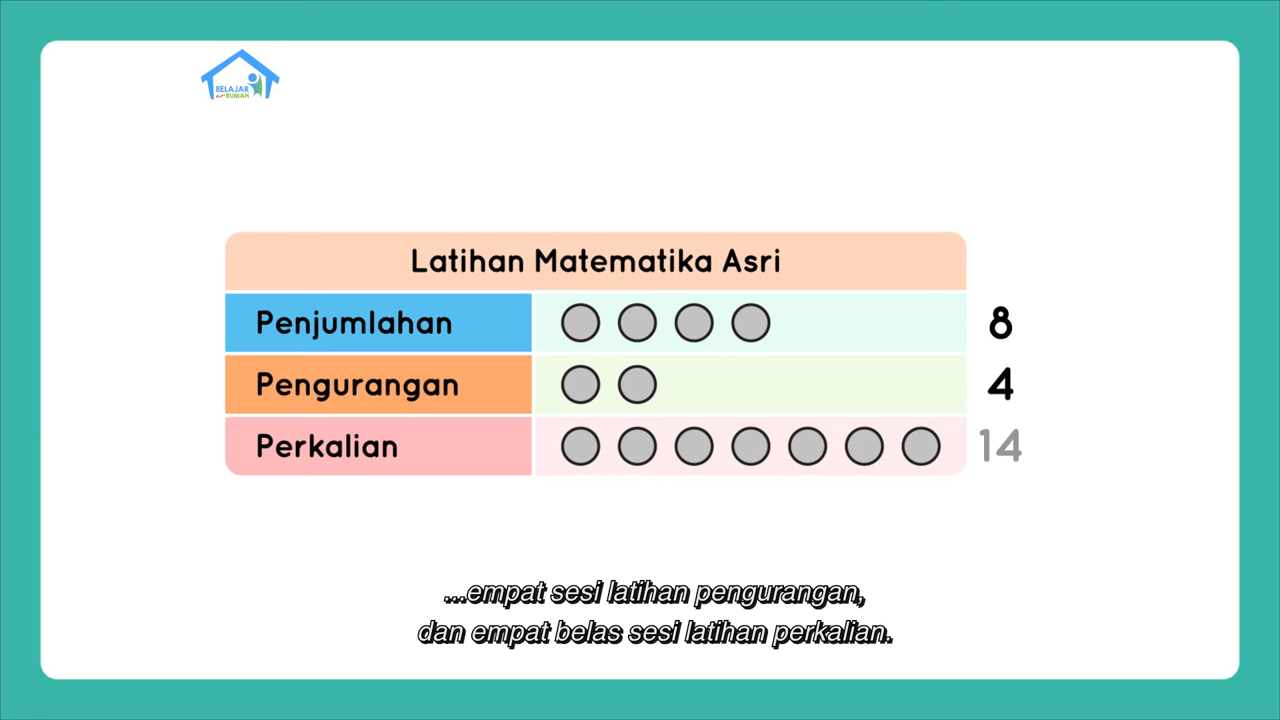 BELAJAR
RUMAH
Latihan Matematika Asri
Penjumlahan 8
Pengurangan 4
Perkalian 14
...empat sesi latihan pengurangan,
dan empat belas sesi latihan perkalian.